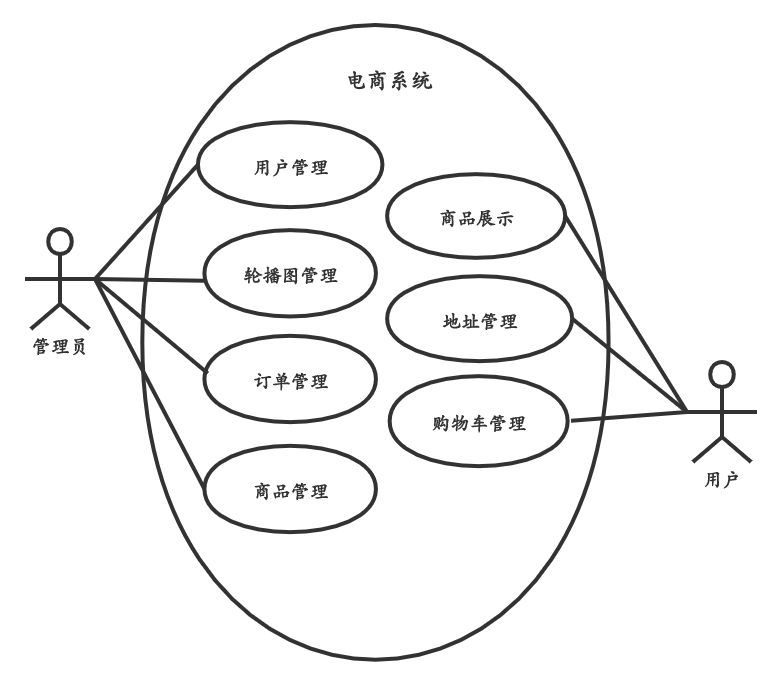 电商系统
用户管理
商品展示
轮播图管理
地址管理
管理员
订单管理
购物车管理
用户
商品管理